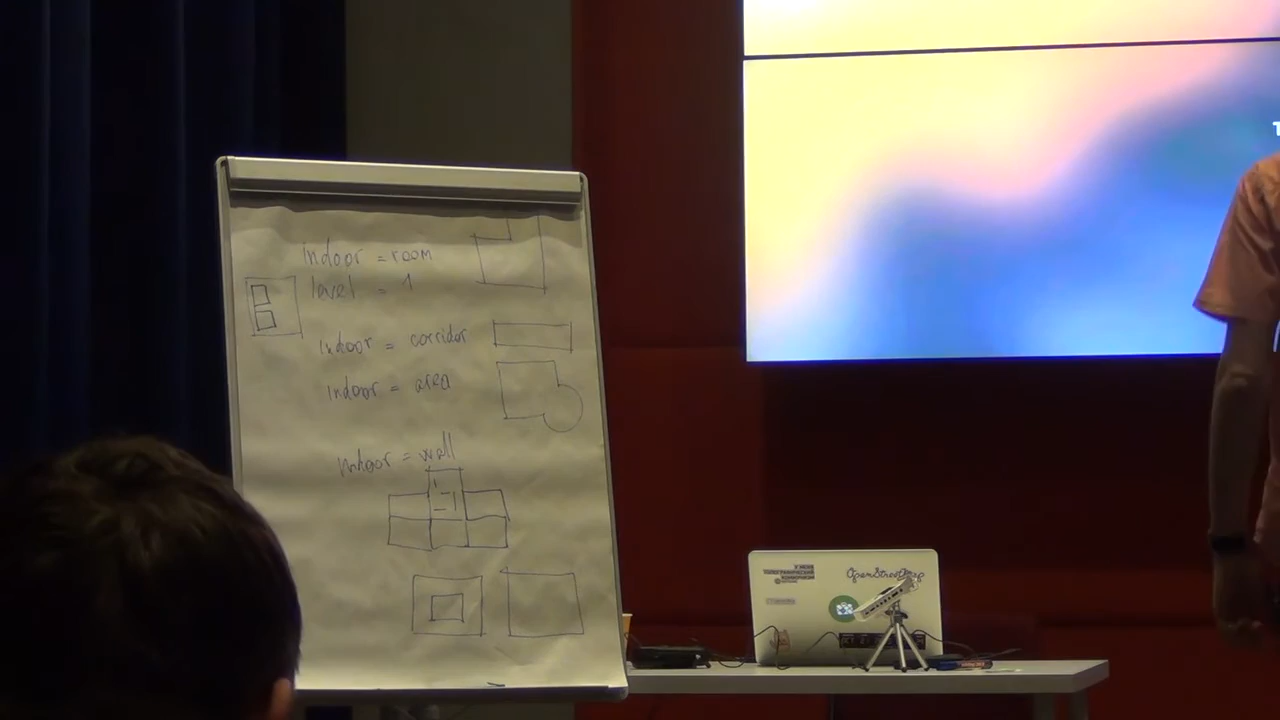 indoor = room
level = 1
indoor = corridor
indoor = area
indoor = wall
OpenStreetMap